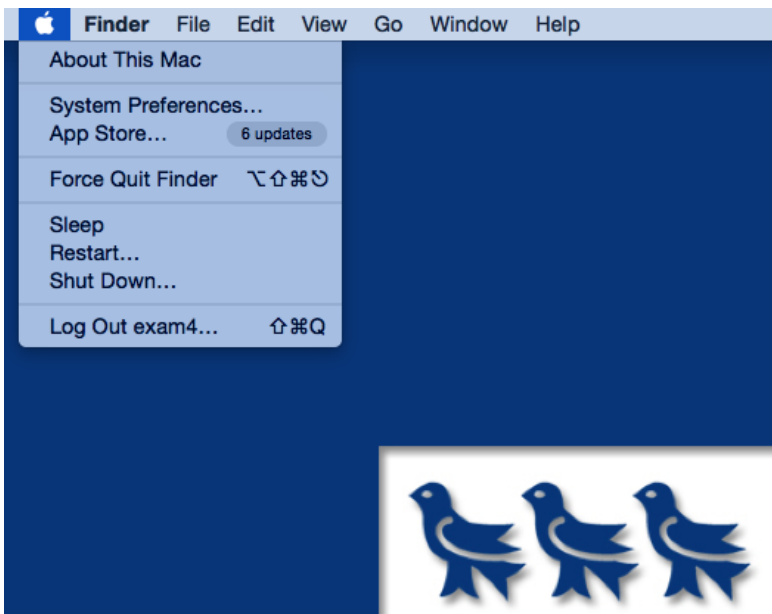 Finder File Edit View Go Window Help
About This Mac
System Preferences...
App Store... 6 updates
Force Quit Finder ⌥⇧⌘⎋
Sleep
Restart...
Shut Down...
Log Out exam4... ⇧⌘Q